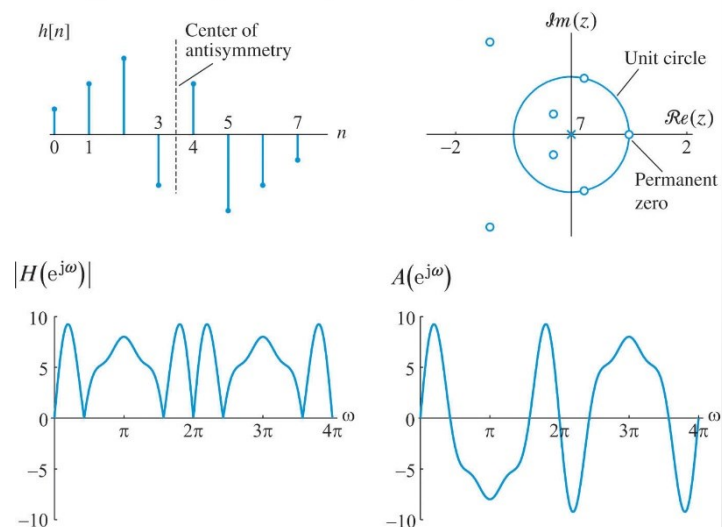 h[n]
Center of
antisymmetry
3 7
0 1 4 5 n
Im(z)
Unit circle
Re(z)
7
-2 2
Permanent
zero
|H(e^jω)|
10
5
0
−5
−10
π 2π 3π 4π
ω
A(e^jω)
10
5
0
−5
−10
π 2π 3π 4π
ω